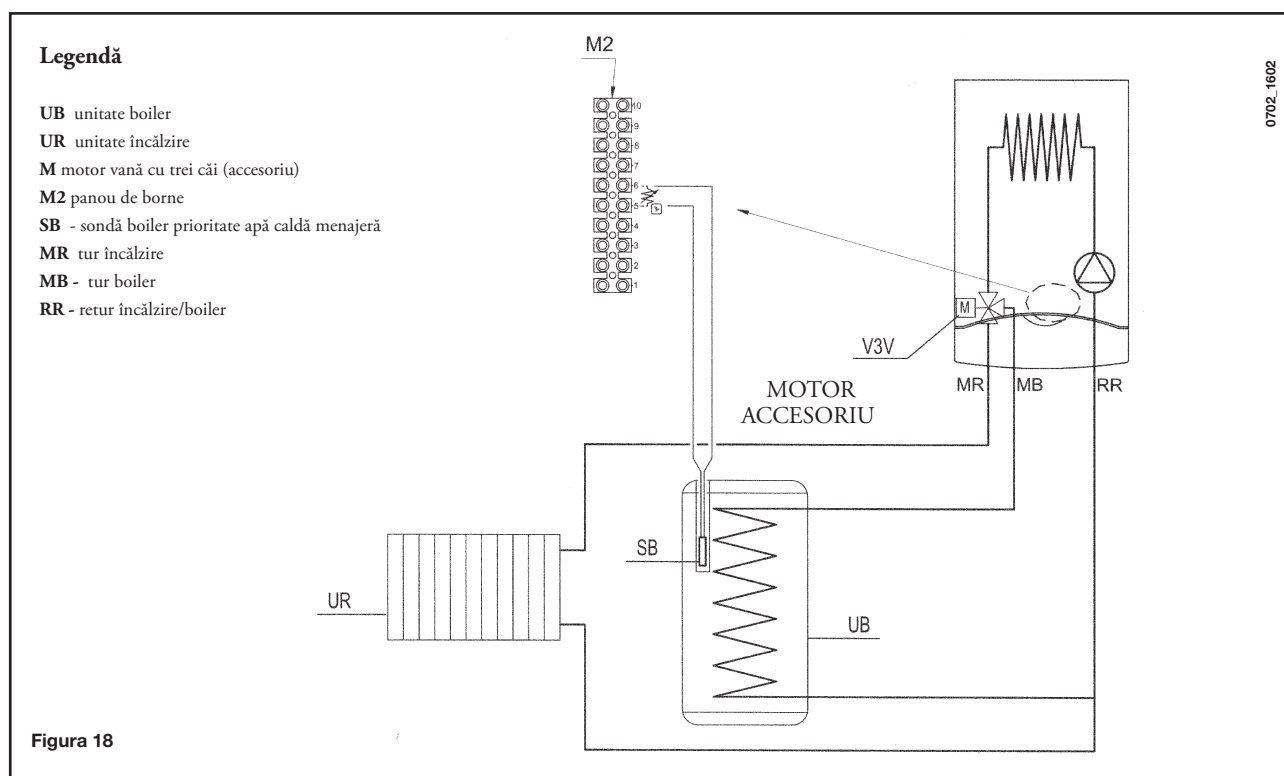 Legendă
UB unitate boiler
UR unitate încălzire
M motor vană cu trei căi (accesoriu)
M2 panou de borne
SB - sondă boiler prioritate apă caldă menajeră
MR tur încălzire
MB - tur boiler
RR - retur încălzire/boiler
M2
10
9
8
7
6
5
4
3
2
1
0702_1602
M
V3V
MR
MB
RR
MOTOR
ACCESORIU
SB
UR
UB
Figura 18